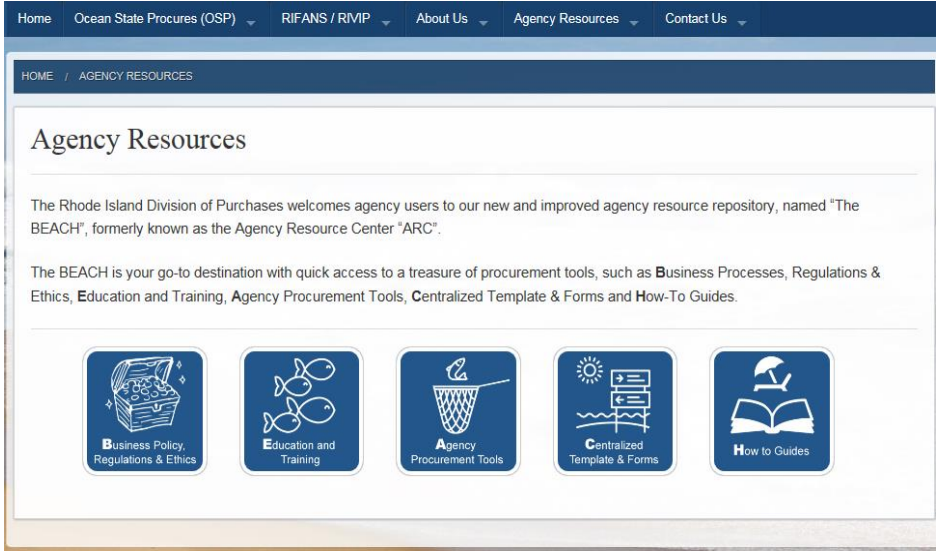 Home Ocean State Procures (OSP) RIFANS / RIVIP About Us Agency Resources Contact Us
HOME / AGENCY RESOURCES
Agency Resources
The Rhode Island Division of Purchases welcomes agency users to our new and improved agency resource repository, named “The
BEACH”, formerly known as the Agency Resource Center “ARC”.
The BEACH is your go-to destination with quick access to a treasure of procurement tools, such as Business Processes, Regulations &
Ethics, Education and Training, Agency Procurement Tools, Centralized Template & Forms and How-To Guides.
Business Policy,
Regulations & Ethics
Education and
Training
Agency
Procurement Tools
Centralized
Template & Forms
How to Guides